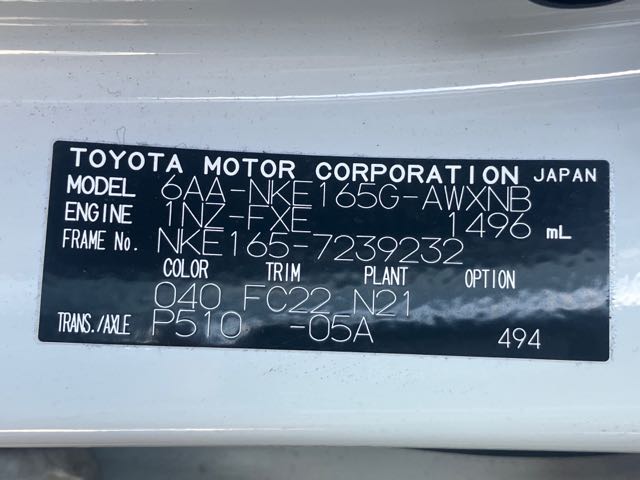 TOYOTA MOTOR CORPORATION JAPAN
MODEL 6AA-NKE165G-AWXNB
ENGINE 1NZ-FXE 1496 mL
FRAME No. NKE165-7239232
COLOR TRIM PLANT OPTION
040 FC22 N21
TRANS./AXLE P510 -05A 494